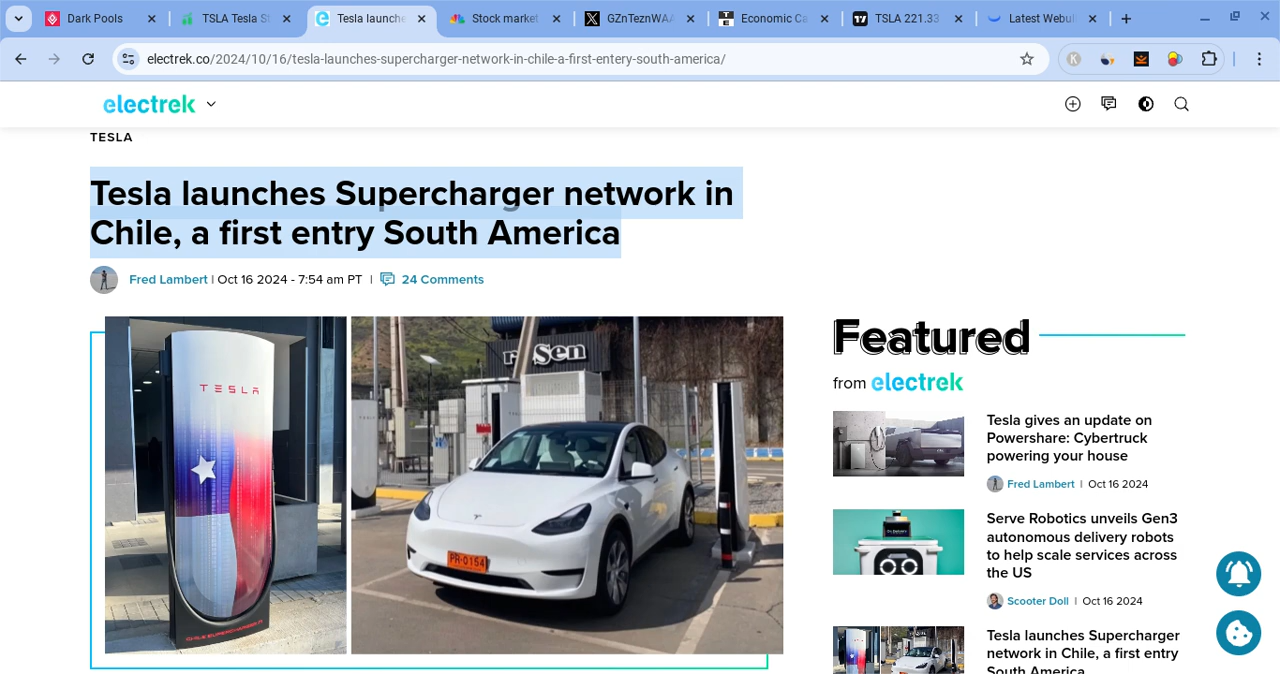 Dark Pools
TSLA Tesla St
Tesla launche
Stock market
GZnTeznWAA
Economic Ca
TSLA 221.33
Latest Webul
electrek.co/2024/10/16/tesla-launches-supercharger-network-in-chile-a-first-entery-south-america/
electrek
TESLA
Tesla launches Supercharger network in
Chile, a first entry South America
Fred Lambert | Oct 16 2024 - 7:54 am PT | 24 Comments
TESLA
PR-0154
Featured
from electrek
Tesla gives an update on
Powershare: Cybertruck
powering your house
Fred Lambert | Oct 16 2024
Serve Robotics unveils Gen3
autonomous delivery robots
to help scale services across
the US
Scooter Doll | Oct 16 2024
Tesla launches Supercharger
network in Chile, a first entry
South America